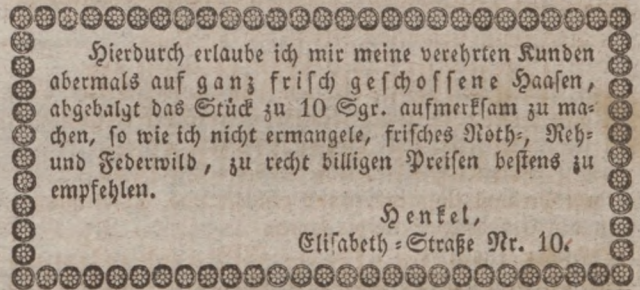 Hierdurch erlaube ich mir meine verehrten Kunden
abermals auf ganz frisch geschossene Haasen,
abgebalgt das Stück zu 10 Sgr. aufmerksam zu ma-
chen, so wie ich nicht ermangele, frisches Roth-, Reh-
und Federwild, zu recht billigen Preisen bestens zu
empfehlen.
Henkel,
Elisabeth-Straße Nr. 10.